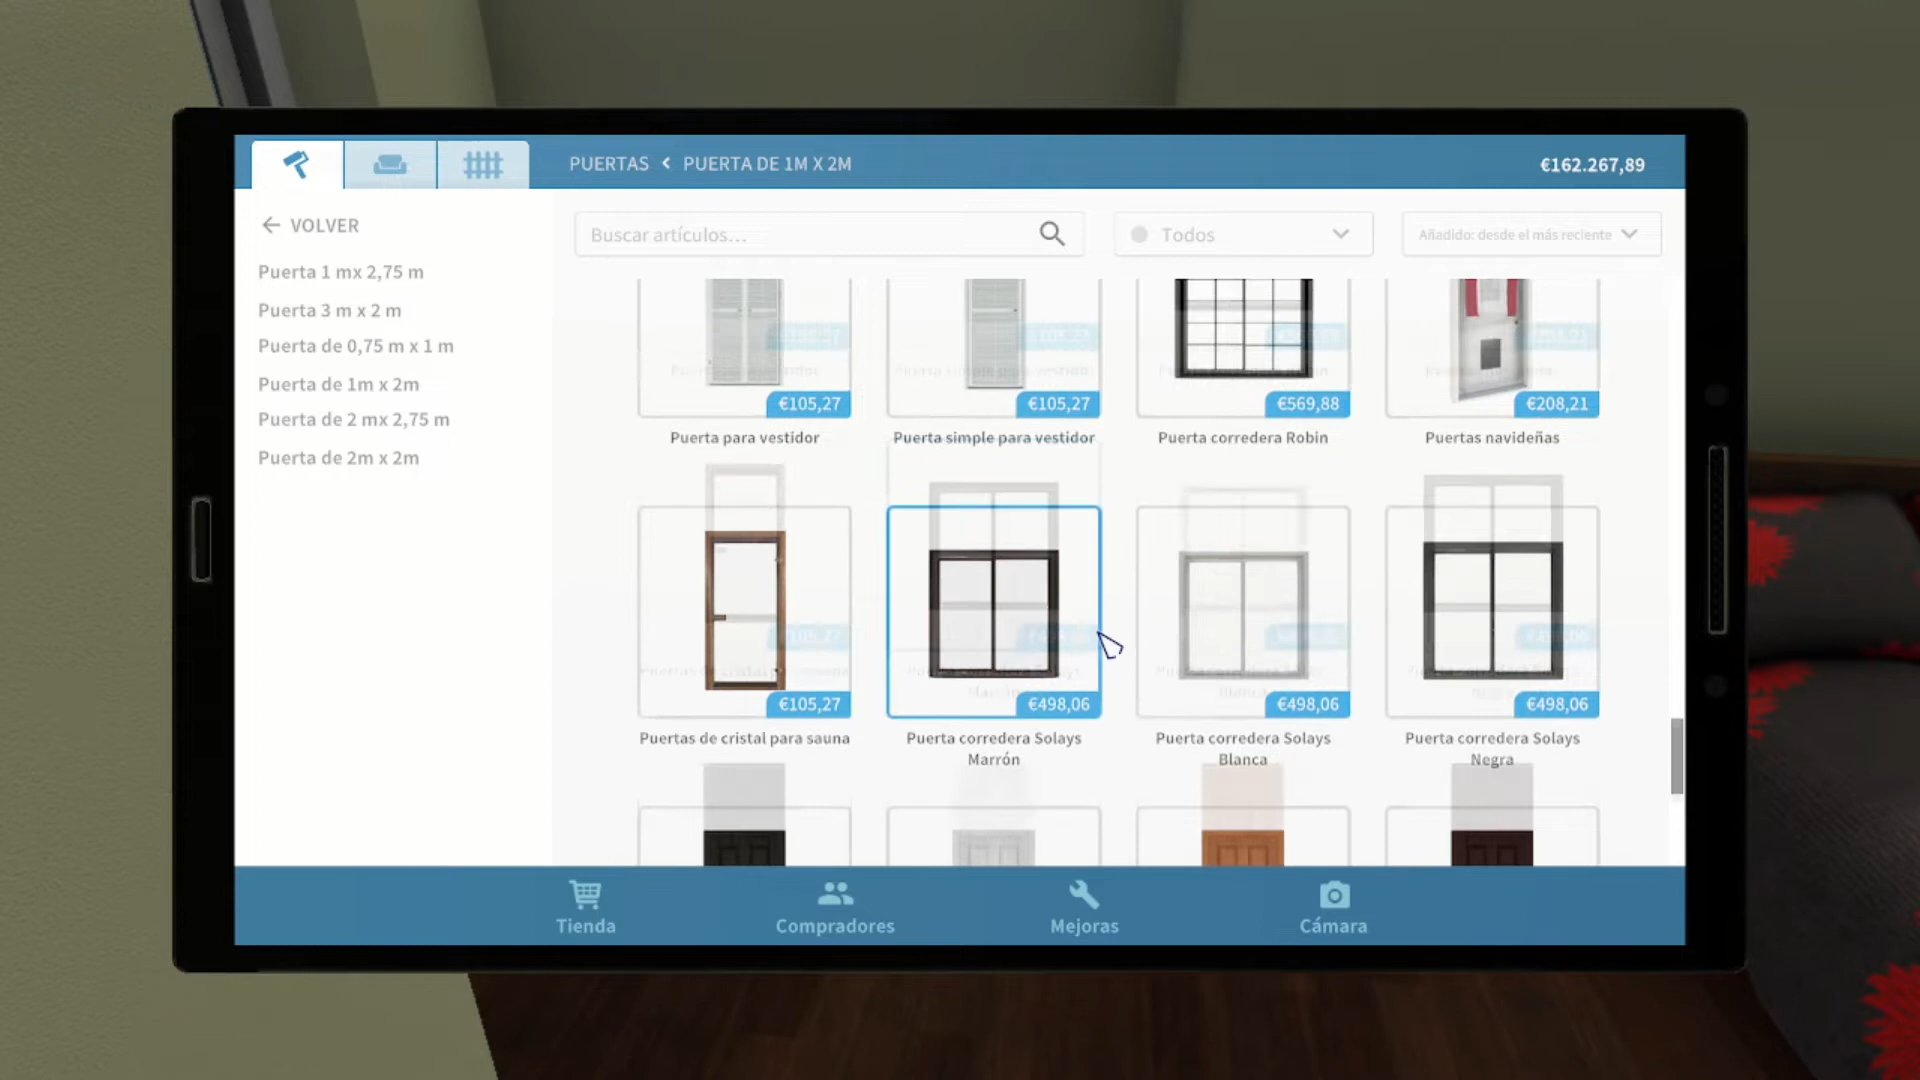 PUERTAS < PUERTA DE 1M X 2M
€162.267,89
VOLVER
Buscar artículos...
Todos
Añadido: desde el más reciente
Puerta 1 mx 2,75 m
Puerta 3 m x 2 m
Puerta de 0,75 m x 1 m
Puerta de 1m x 2m
Puerta de 2 mx 2,75 m
Puerta de 2m x 2m
€105,27
€105,27
€569,88
€208,21
Puerta para vestidor
Puerta simple para vestidor
Puerta corredera Robin
Puertas navideñas
€105,27
€498,06
€498,06
€498,06
Puertas de cristal para sauna
Puerta corredera Solays
Marrón
Puerta corredera Solays
Blanca
Puerta corredera Solays
Negra
Tienda
Compradores
Mejoras
Cámara